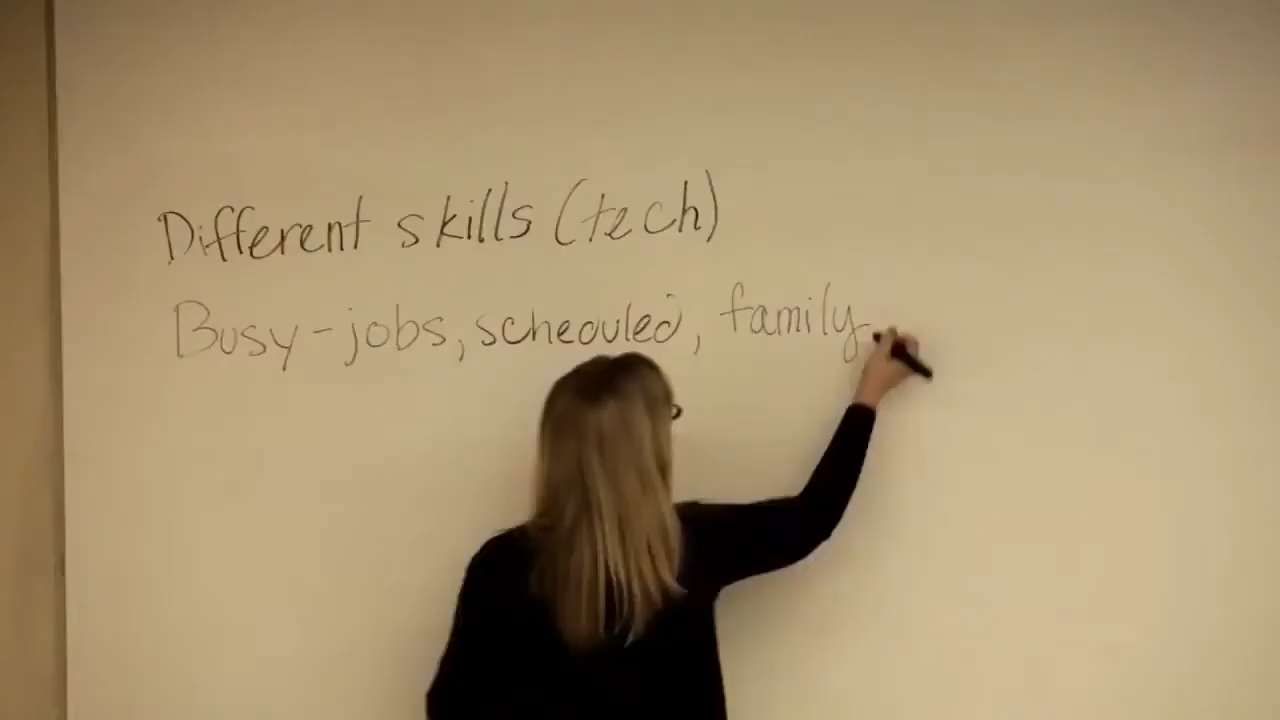 Different skills (tech)
Busy - jobs, scheduled, family